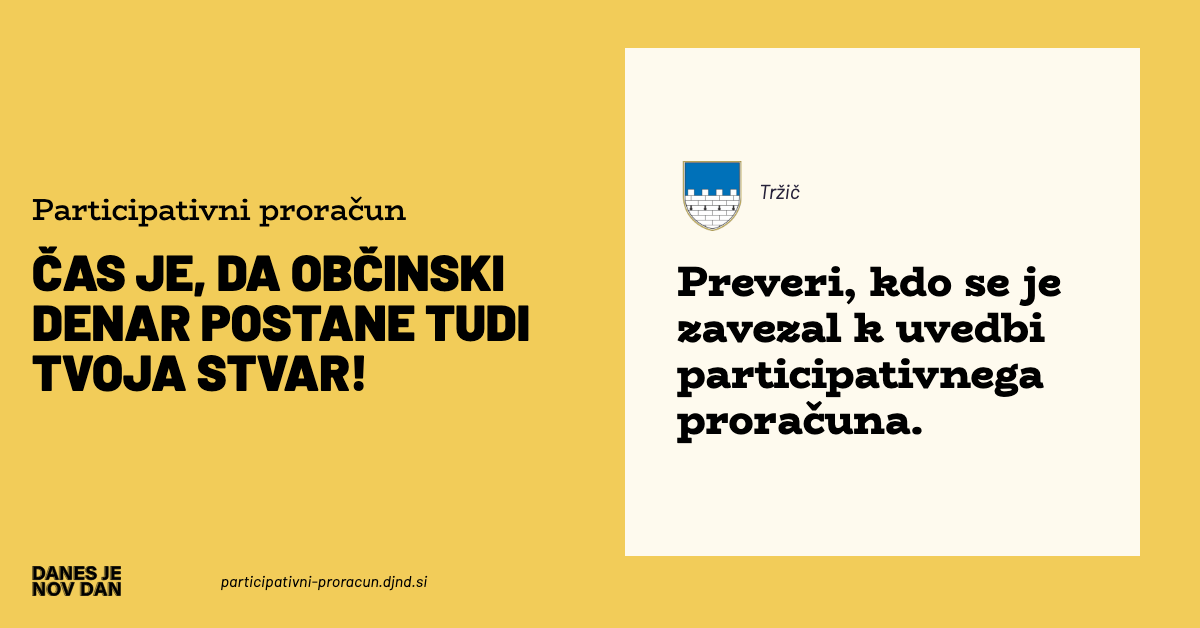 Participativni proračun
ČAS JE, DA OBČINSKI
DENAR POSTANE TUDI
TVOJA STVAR!
DANES JE
NOV DAN
participativni-proracun.djnd.si
Tržič
Preveri, kdo se je
zavezal k uvedbi
participativnega
proračuna.